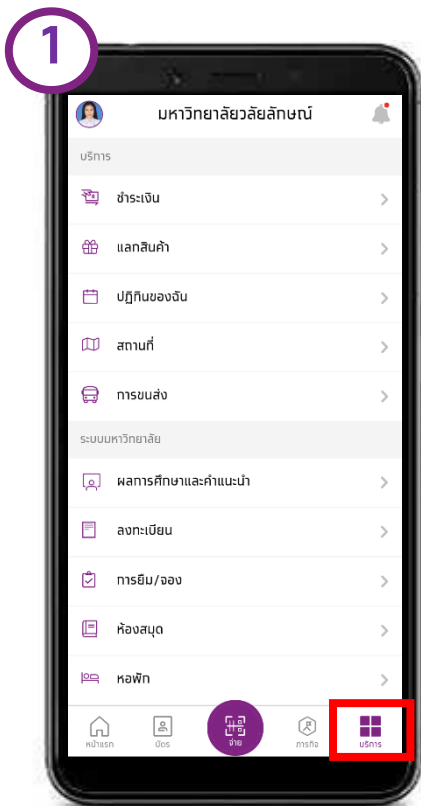 1
มหาวิทยาลัยวลัยลักษณ์
บริการ
ชำระเงิน
แลกสินค้า
ปฏิทินของฉัน
สถานที่
การขนส่ง
ระบบมหาวิทยาลัย
ผลการศึกษาและคำแนะนำ
ลงทะเบียน
การยืม/จอง
ห้องสมุด
หอพัก
หน้าแรก บัตร จ่าย ภารกิจ บริการ